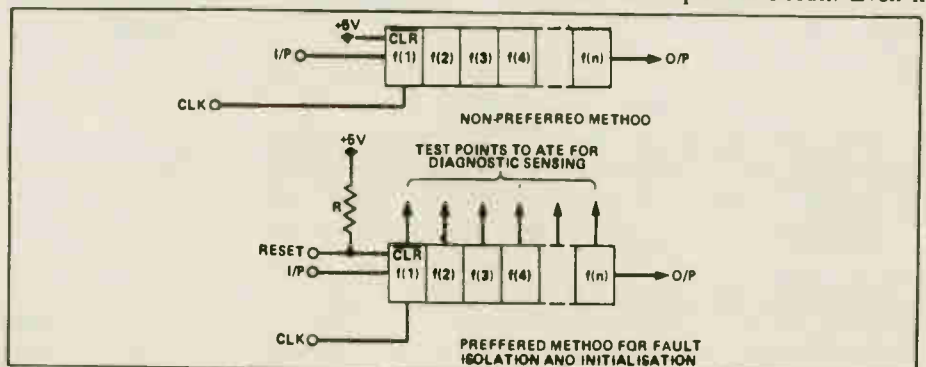 +5V
I/P
CLR
f(1) f(2) f(3) f(4) f(n)
O/P
CLK
NON-PREFERRED METHOD
+5V
TEST POINTS TO ATE FOR
DIAGNOSTIC SENSING
R
RESET
CLR
I/P
f(1) f(2) f(3) f(4) f(n)
O/P
CLK
PREFFERED METHOD FOR FAULT
ISOLATION AND INITIALISATION